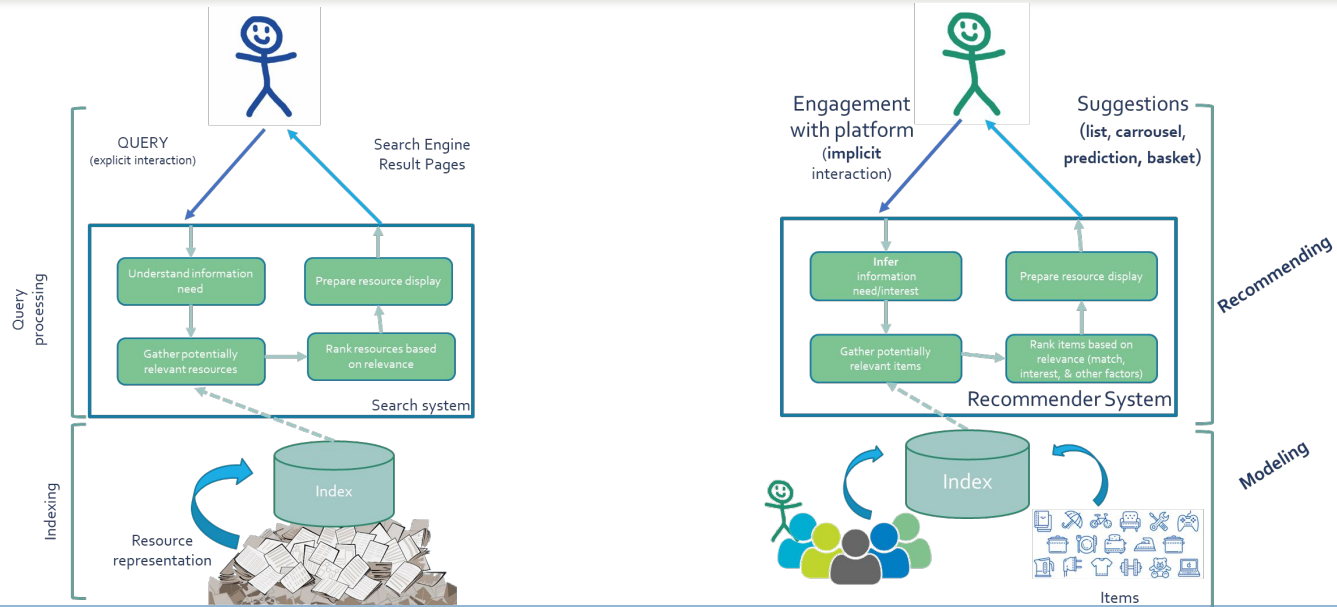 QUERY
(explicit interaction)
Search Engine
Result Pages
Understand information
need
Prepare resource display
Gather potentially
relevant resources
Rank resources based
on relevance
Search system
Query
processing
Index
Indexing
Resource
representation
Engagement
with platform
(implicit
interaction)
Suggestions
(list, carrousel,
prediction, basket)
Infer
information
need/interest
Prepare resource display
Gather potentially
relevant items
Rank items based on
relevance (match,
interest, & other factors)
Recommender System
Recommending
Index
Modeling
Items